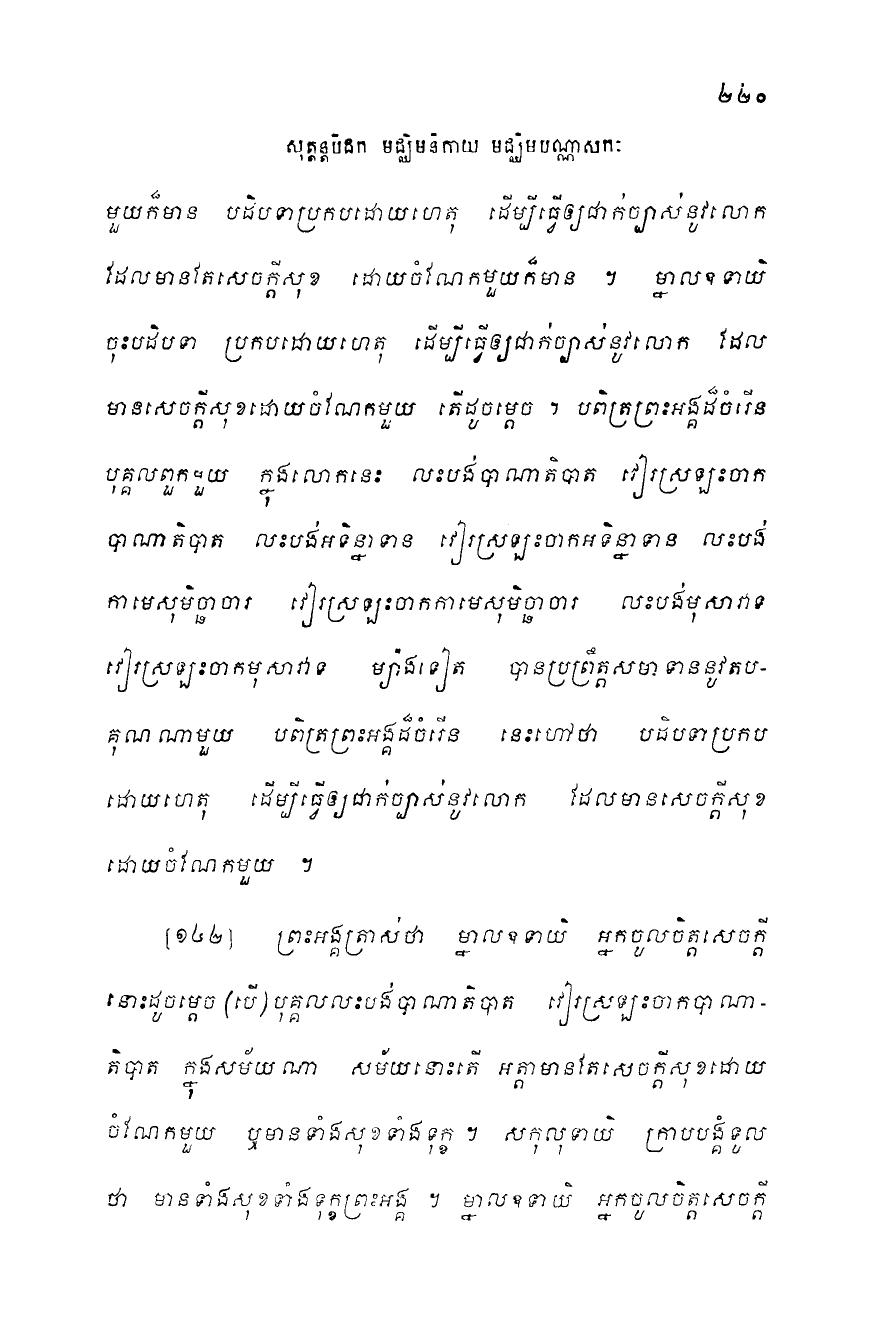 ២២០
សុត្តន្តបិដក មជ្ឈិមនិកាយ មជ្ឈិមបណ្ណាសកៈ
មួយក៏មាន បដិបទាប្រកបដោយហេតុ ដើម្បីធ្វើឲ្យជាក់ច្បាស់នូវលោក
ដែលមានតែសេចក្តីសុខ ដោយចំណែកមួយក៏មាន ។ ម្នាលឧទាយិ
ចុះបដិបទា ប្រកបដោយហេតុ ដើម្បីធ្វើឲ្យជាក់ច្បាស់នូវលោក ដែល
មានសេចក្តីសុខដោយចំណែកមួយ តើដូចម្តេច ។ បពិត្រព្រះអង្គដ៏ចំរើន
បុគ្គលពួកមួយ ក្នុងលោកនេះ លះបង់បាណាតិបាត វៀរស្រឡះចាក
បាណាតិបាត លះបង់អទិន្នាទាន វៀរស្រឡះចាកអទិន្នាទាន លះបង់
កាមេសុមិច្ឆាចារ វៀរស្រឡះចាកកាមេសុមិច្ឆាចារ លះបង់មុសាវាទ
វៀរស្រឡះចាកមុសាវាទ ម្យ៉ាងទៀត បានប្រព្រឹត្តសមាទាននូវតប-
គុណណាមួយ បពិត្រព្រះអង្គដ៏ចំរើន នេះហៅថា បដិបទាប្រកប
ដោយហេតុ ដើម្បីធ្វើឲ្យជាក់ច្បាស់នូវលោក ដែលមានសេចក្តីសុខ
ដោយចំណែកមួយ ។
[១៤២] ព្រះអង្គត្រាស់ថា ម្នាលឧទាយិ អ្នកចូលចិត្តសេចក្តី
នោះដូចម្តេច (បើ) បុគ្គលលះបង់បាណាតិបាត វៀរស្រឡះចាកបាណា-
តិបាត ក្នុងសម័យណា សម័យនោះតើ អត្តាមានតែសេចក្តីសុខដោយ
ចំណែកមួយ ឬមានទាំងសុខទាំងទុក្ខ ។ សកុលុទាយិ ក្រាបបង្គំទូល
ថា មានទាំងសុខទាំងទុក្ខព្រះអង្គ ។ ម្នាលឧទាយិ អ្នកចូលចិត្តសេចក្តី